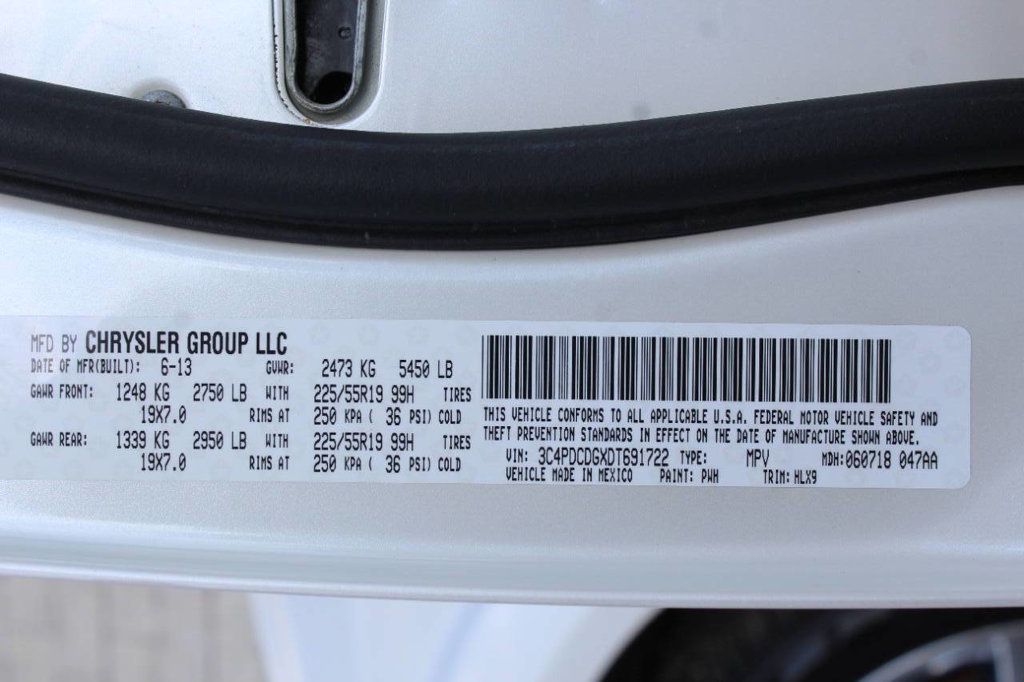 MFD BY CHRYSLER GROUP LLC
DATE OF MFR(BUILT): 6-13 GVWR: 2473 KG 5450 LB
GAWR FRONT: 1248 KG 2750 LB WITH 225/55R19 99H TIRES
19X7.0 RIMS AT 250 KPA ( 36 PSI) COLD
GAWR REAR: 1339 KG 2950 LB WITH 225/55R19 99H TIRES
19X7.0 RIMS AT 250 KPA ( 36 PSI) COLD
THIS VEHICLE CONFORMS TO ALL APPLICABLE U.S.A. FEDERAL MOTOR VEHICLE SAFETY AND
THEFT PREVENTION STANDARDS IN EFFECT ON THE DATE OF MANUFACTURE SHOWN ABOVE.
VIN: 3C4PDCDGXDT691722 TYPE: MPV MDH:060718 047AA
VEHICLE MADE IN MEXICO PAINT: PWH TRIM: HLX9